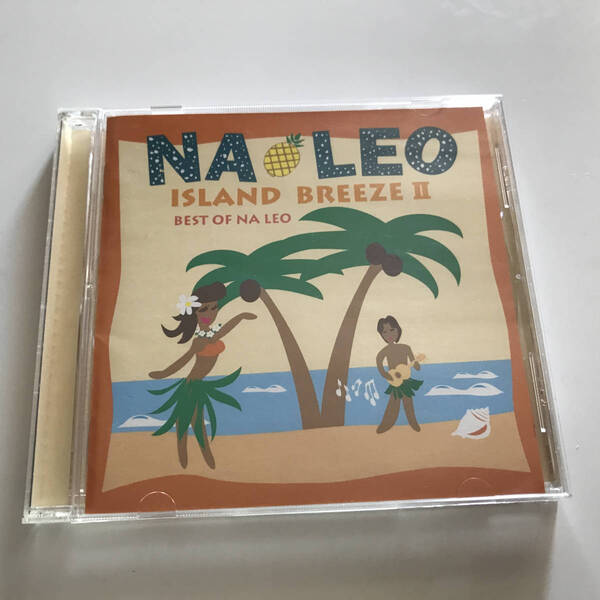 NA LEO
ISLAND BREEZE II
BEST OF NA LEO